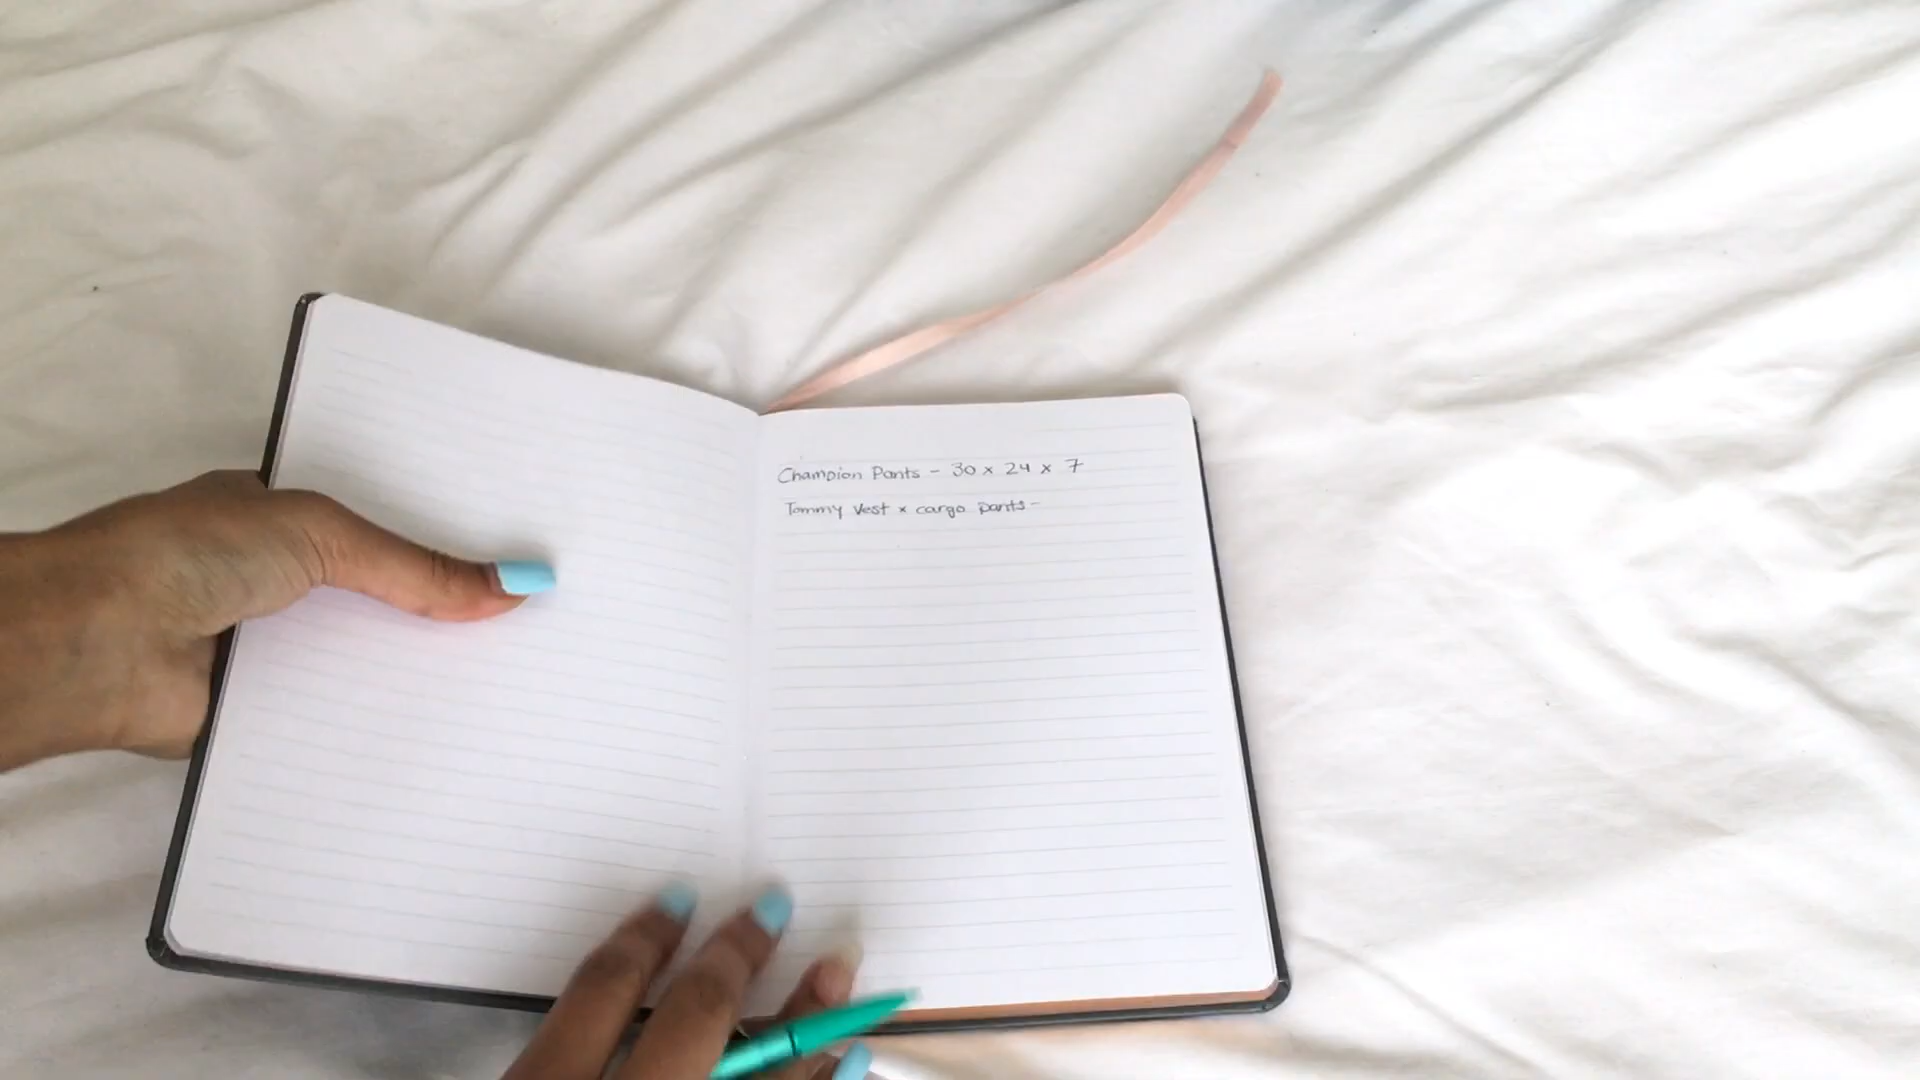 Champion Pants - 30 x 24 x 7
Tommy Vest x cargo pants -